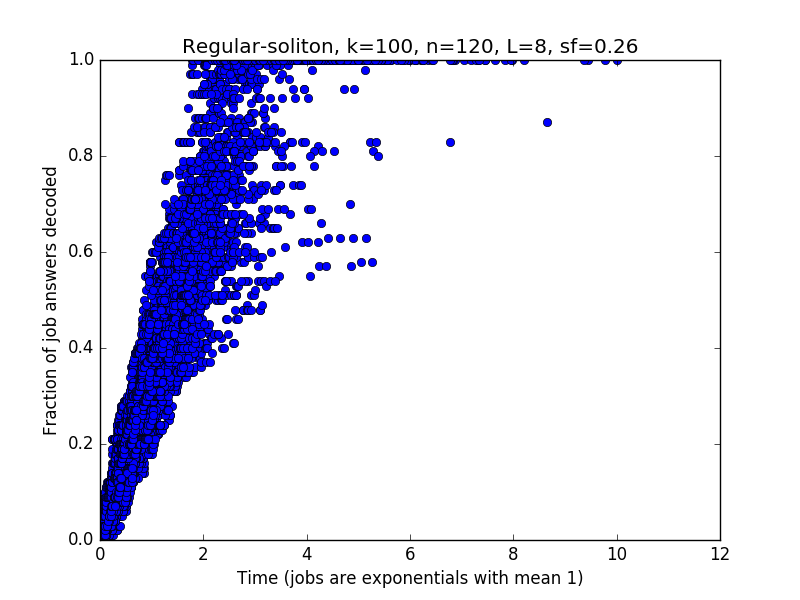 Regular-soliton, k=100, n=120, L=8, sf=0.26
1.0
0.8
0.6
0.4
0.2
0.0
Fraction of job answers decoded
0 2 4 6 8 10 12
Time (jobs are exponentials with mean 1)